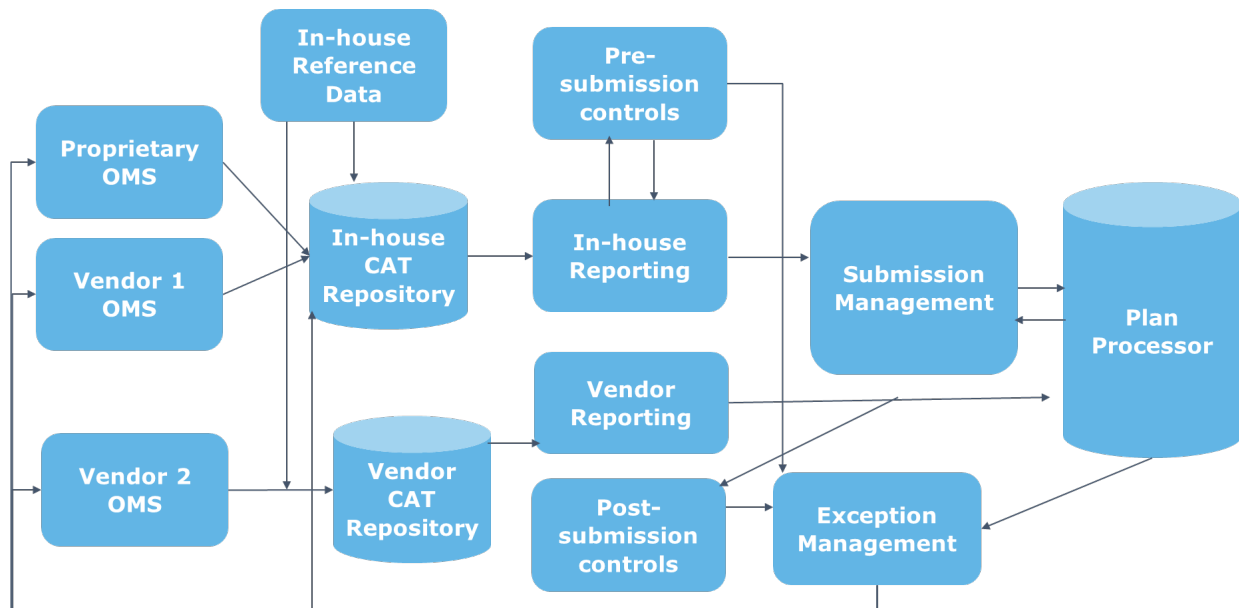 In-house
Reference
Data
Pre-
submission
controls
Proprietary
OMS
In-house
CAT
Repository
In-house
Reporting
Submission
Management
Plan
Processor
Vendor 1
OMS
Vendor
Reporting
Vendor 2
OMS
Vendor
CAT
Repository
Post-
submission
controls
Exception
Management